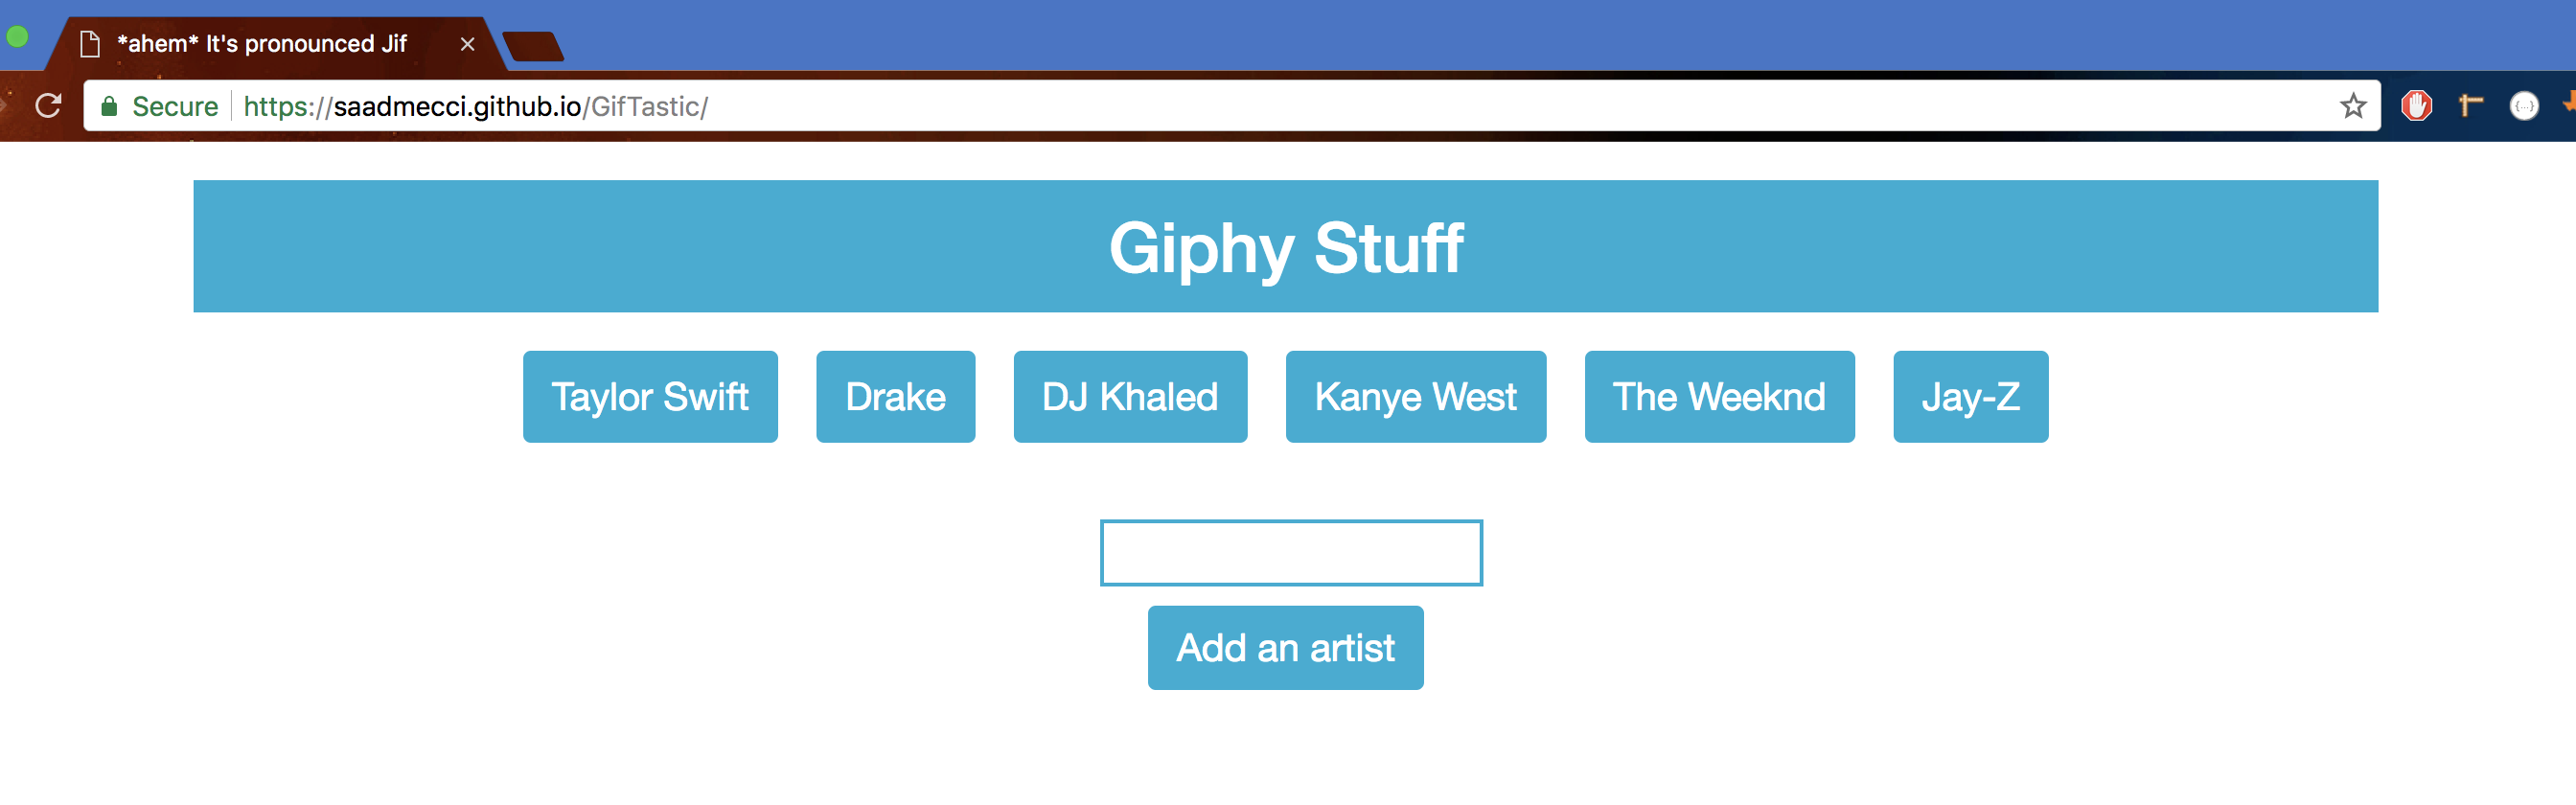 *ahem* It's pronounced Jif
Secure https://saadmecci.github.io/GifTastic/
Giphy Stuff
Taylor Swift Drake DJ Khaled Kanye West The Weeknd Jay-Z
Add an artist